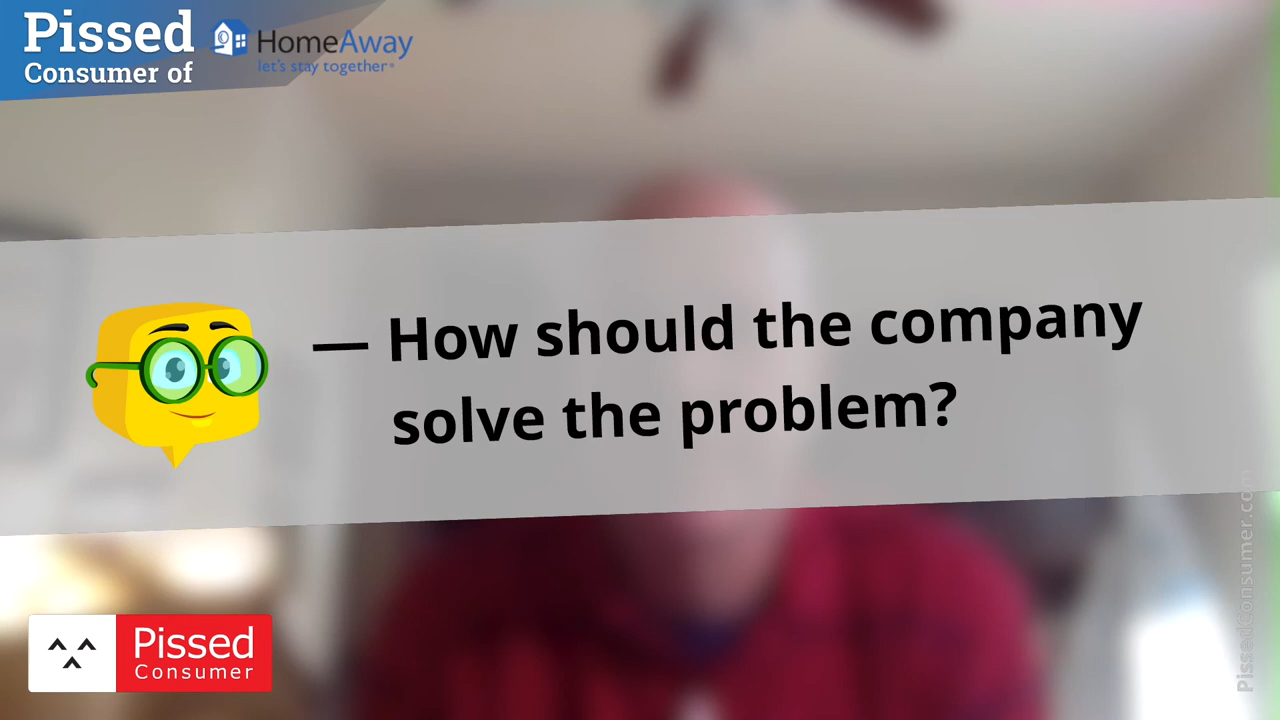 Pissed
Consumer of
HomeAway
let's stay together®
— How should the company
solve the problem?
PissedConsumer.com
Pissed
Consumer